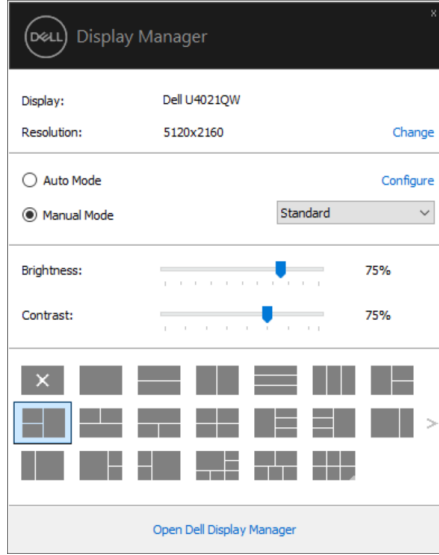 x
DELL Display Manager
Display: Dell U4021QW
Resolution: 5120x2160 Change
Auto Mode Configure
Manual Mode Standard
Brightness: 75%
Contrast: 75%
Open Dell Display Manager